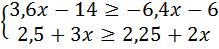 3,6x − 14 ≥ −6,4x − 6
2,5 + 3x ≥ 2,25 + 2x